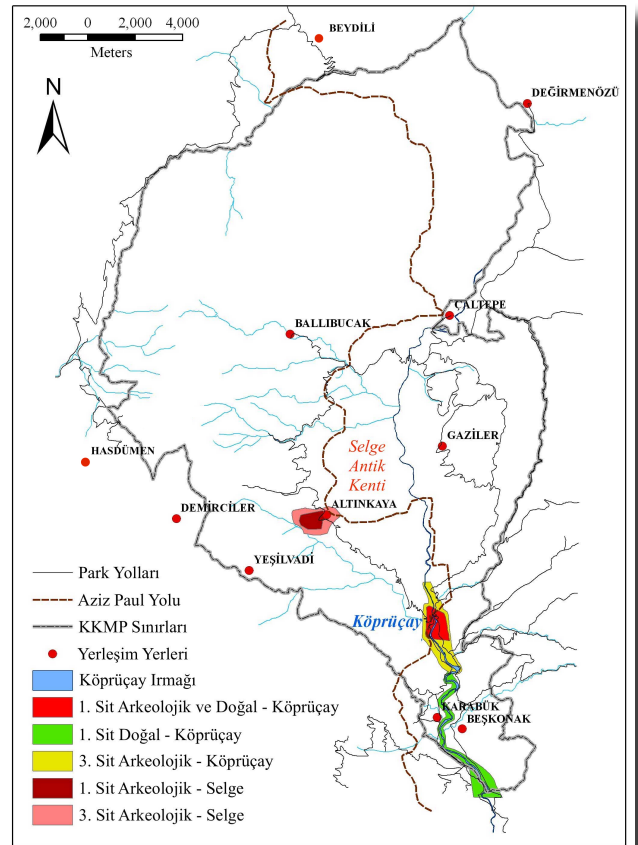 2,000 0 2,000 4,000
Meters
N
BEYDİLİ
DEĞİRMENÖZÜ
ÇALTEPE
BALLIBUCAK
GAZİLER
HASDÜMEN
Selge
Antik
Kenti
ALTINKAYA
DEMİRCİLER
YEŞİLVADİ
Köprüçay
KARABÜK
BEŞKONAK
Park Yolları
Aziz Paul Yolu
KKMP Sınırları
Yerleşim Yerleri
Köprüçay Irmağı
1. Sit Arkeolojik ve Doğal - Köprüçay
1. Sit Doğal - Köprüçay
3. Sit Arkeolojik - Köprüçay
1. Sit Arkeolojik - Selge
3. Sit Arkeolojik - Selge